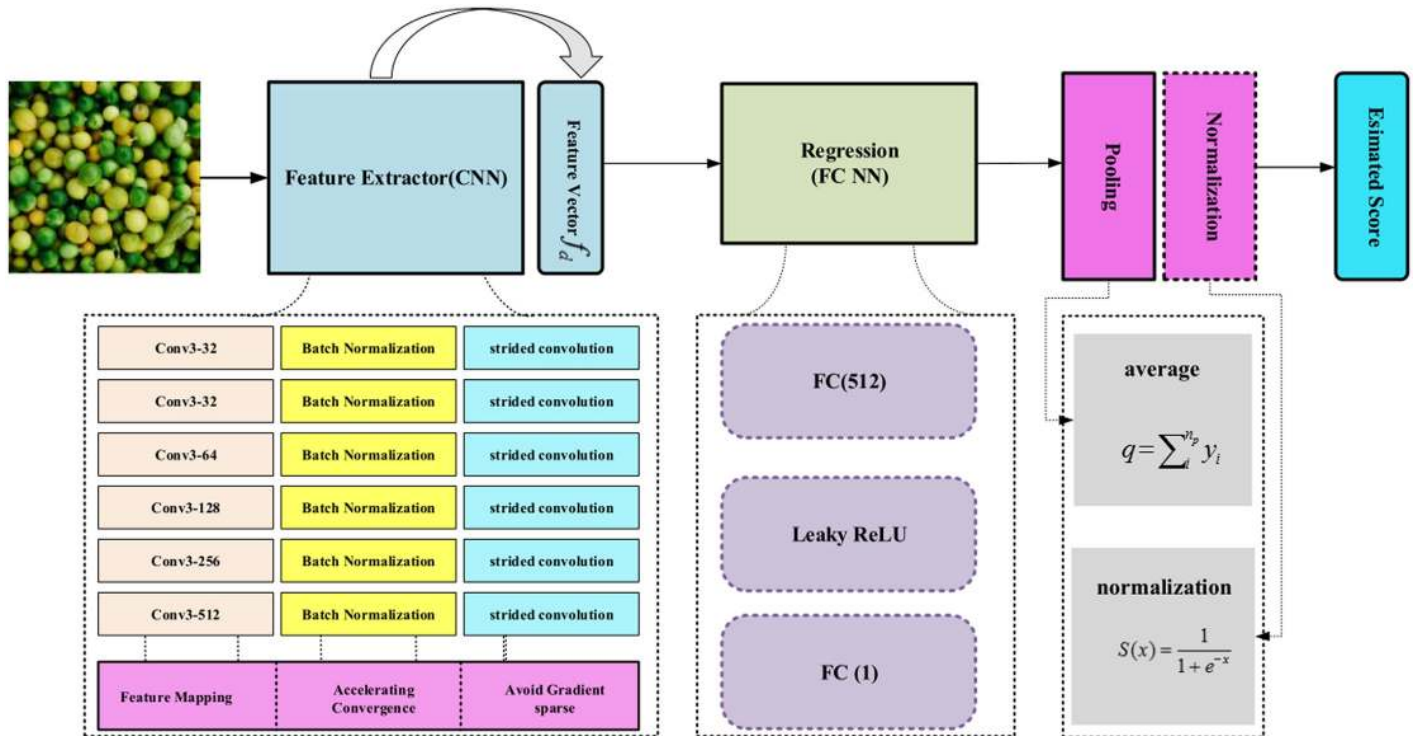 Feature Extractor(CNN)
Feature Vector f_d
Regression
(FC NN)
Pooling
Normalization
Esimated Score
Conv3-32
Batch Normalization
strided convolution
Conv3-32
Batch Normalization
strided convolution
Conv3-64
Batch Normalization
strided convolution
Conv3-128
Batch Normalization
strided convolution
Conv3-256
Batch Normalization
strided convolution
Conv3-512
Batch Normalization
strided convolution
Feature Mapping
Accelerating
Convergence
Avoid Gradient
sparse
FC(512)
Leaky ReLU
FC (1)
average
q=∑_i^{n_p} y_i
normalization
S(x)=1/(1+e^{-x})